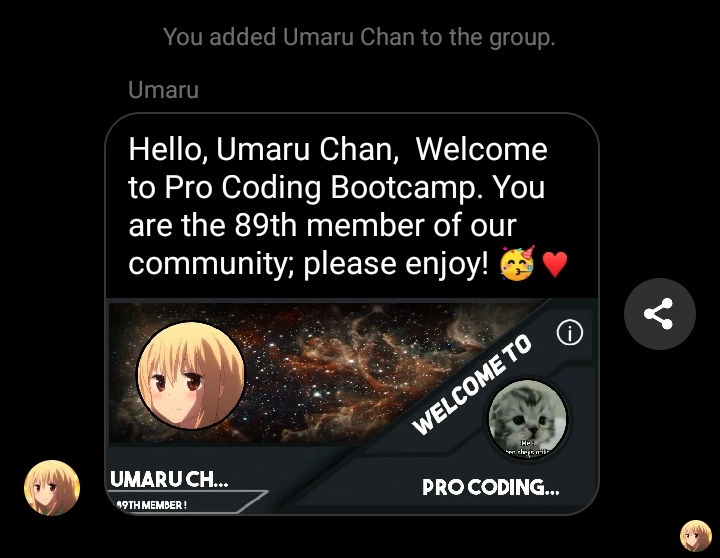 You added Umaru Chan to the group.
Umaru
Hello, Umaru Chan,  Welcome
to Pro Coding Bootcamp. You
are the 89th member of our
community; please enjoy! 🥳♥️
WELCOME TO
UMARU CH...
89TH MEMBER !
PRO CODING...